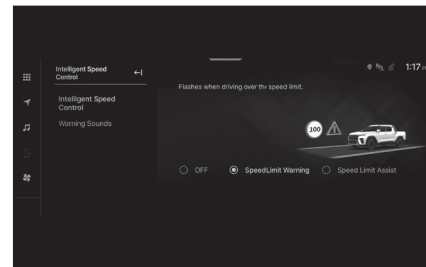 Intelligent Speed
Control
1:17
Intelligent Speed
Control
Warning Sounds
Flashes when driving over the speed limit.
100
OFF
SpeedLimit Warning
Speed Limit Assist